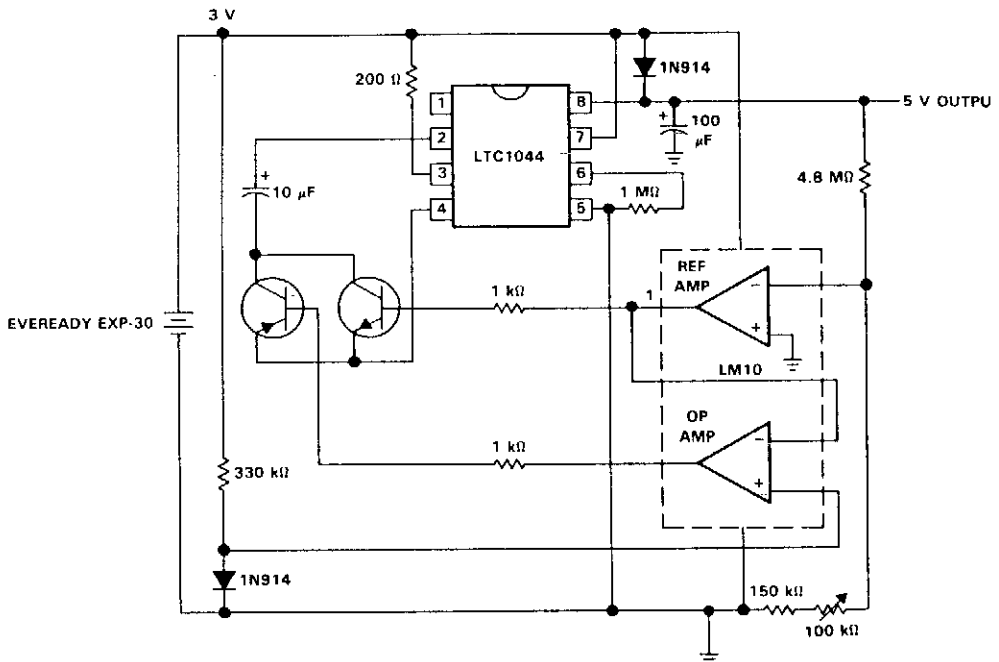 3 V
200 Ω
1N914
1
2
3
4
LTC1044
8
7
6
5
+
100
µF
5 V OUTPU
+
10 µF
1 MΩ
4.8 MΩ
EVEREADY EXP-30
1 kΩ
1
REF
AMP
−
+
LM10
1 kΩ
OP
AMP
−
+
330 kΩ
1N914
150 kΩ
100 kΩ